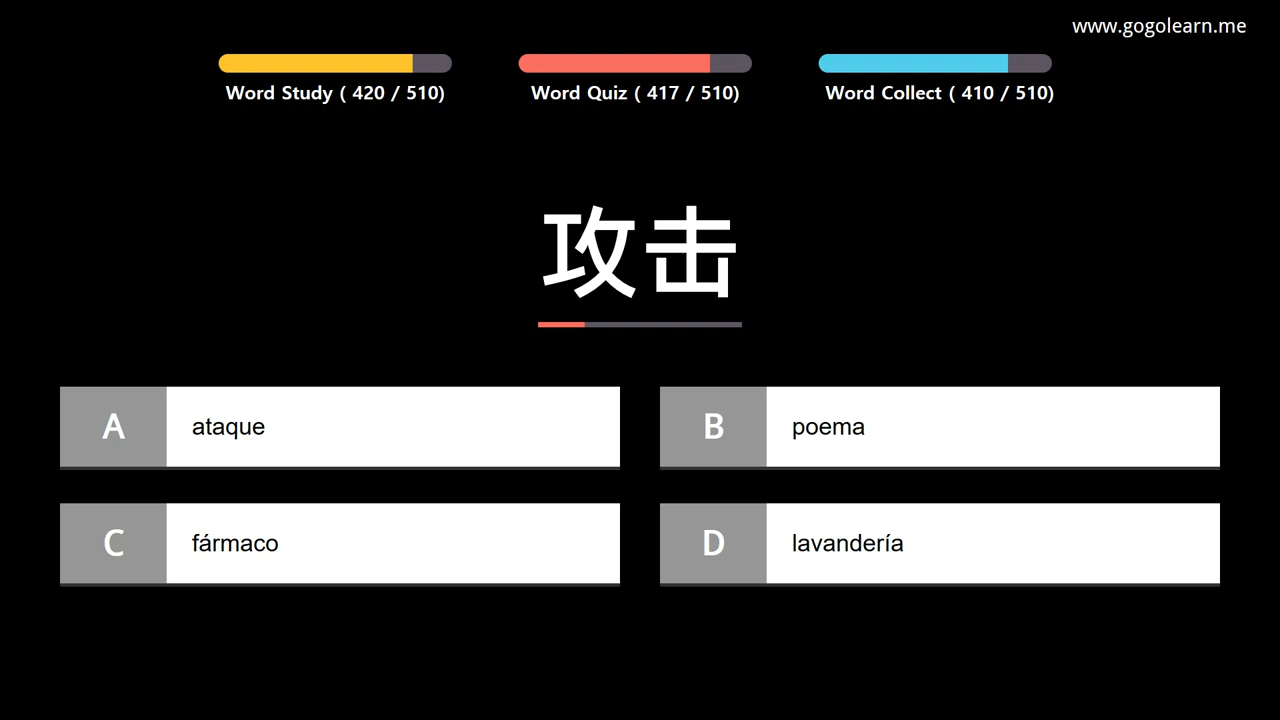 www.gogolearn.me
Word Study ( 420 / 510)
Word Quiz ( 417 / 510)
Word Collect ( 410 / 510)
攻击
A ataque
B poema
C fármaco
D lavandería